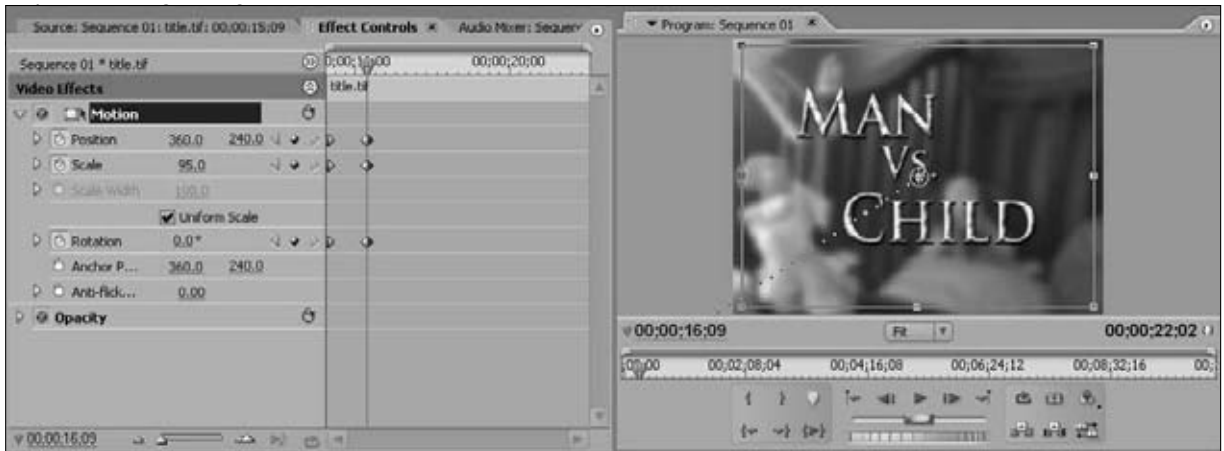 Source: Sequence 01: title.tif: 00;00;15;09
Effect Controls
Audio Mixer: Sequen
Sequence 01 * title.tif
00;00;20;00
Video Effects
title.tif
Motion
Position 360.0 240.0
Scale 95.0
Scale Width 100.0
Uniform Scale
Rotation 0.0°
Anchor P... 360.0 240.0
Anti-flick... 0.00
Opacity
00;00;16;09
Program: Sequence 01
MAN
VS.
CHILD
00;00;16;09
Fit
00;00;22;02
;00;00 00;02;08;04 00;04;16;08 00;06;24;12 00;08;32;16 00;